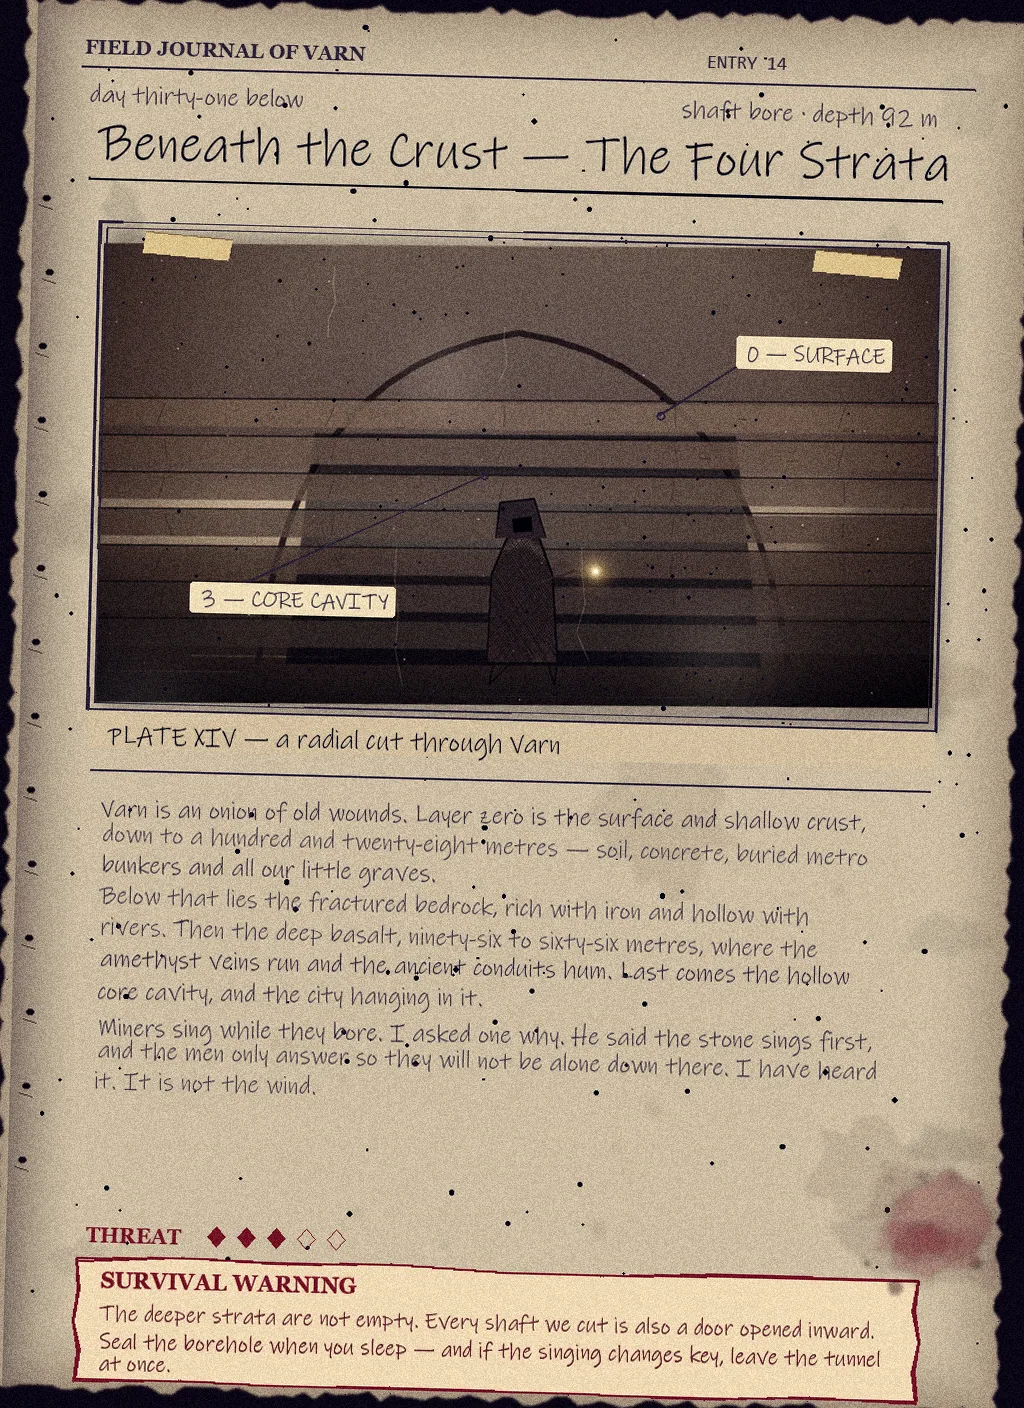 FIELD JOURNAL OF VARN
ENTRY '14
day thirty-one below
shaft bore · depth 92 m
Beneath the Crust — The Four Strata
0 — SURFACE
3 — CORE CAVITY
PLATE XIV — a radial cut through Varn
Varn is an onion of old wounds. Layer zero is the surface and shallow crust,
down to a hundred and twenty-eight metres — soil, concrete, buried metro
bunkers and all our little graves.
Below that lies the fractured bedrock, rich with iron and hollow with
rivers. Then the deep basalt, ninety-six to sixty-six metres, where the
amethyst veins run and the ancient conduits hum. Last comes the hollow
core cavity, and the city hanging in it.
Miners sing while they bore. I asked one why. He said the stone sings first,
and the men only answer so they will not be alone down there. I have heard
it. It is not the wind.
THREAT
SURVIVAL WARNING
The deeper strata are not empty. Every shaft we cut is also a door opened inward.
Seal the borehole when you sleep — and if the singing changes key, leave the tunnel
at once.